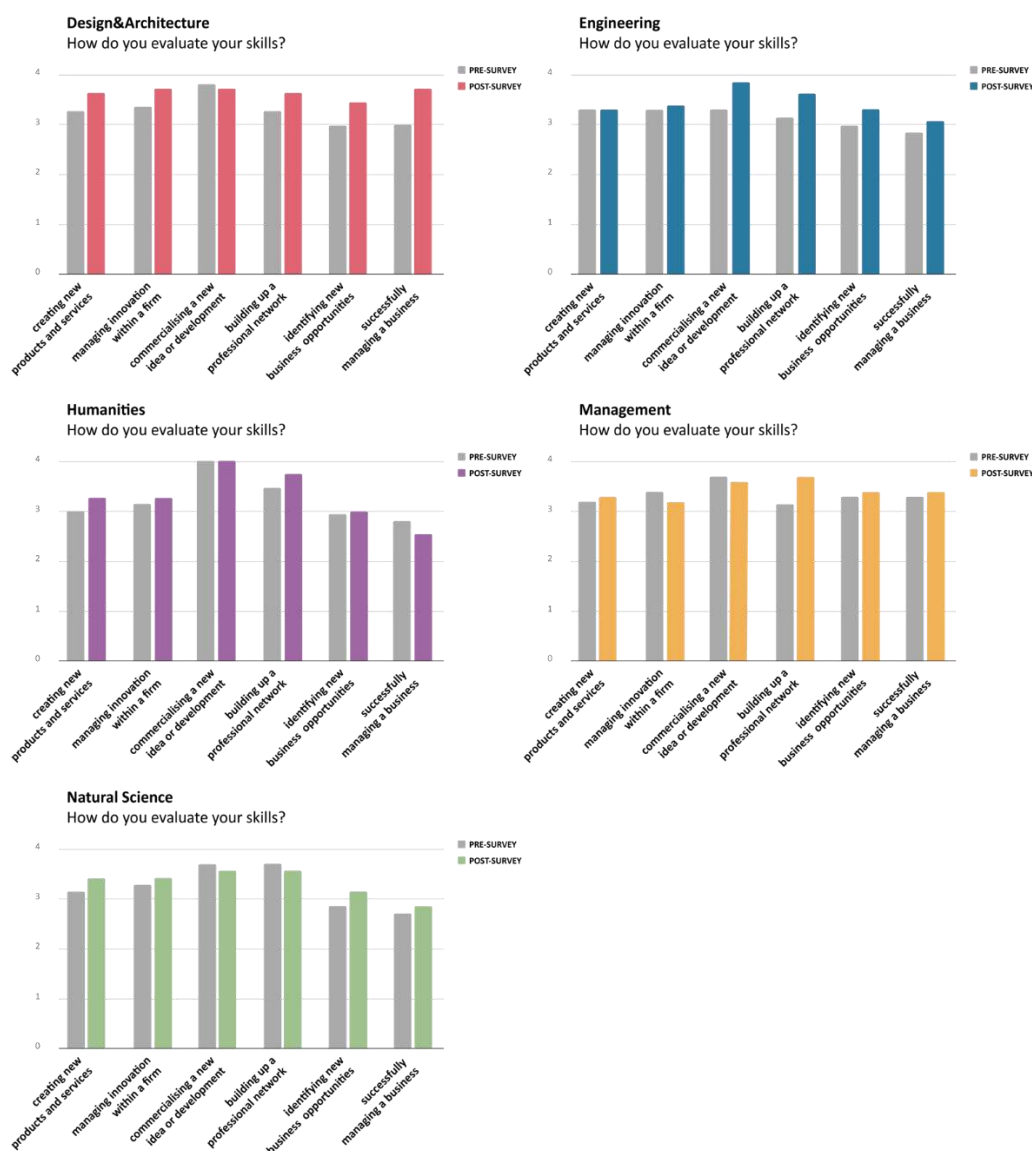 Design&Architecture
How do you evaluate your skills?
PRE-SURVEY
POST-SURVEY
4
3
2
1
0
creating new
products and services
managing innovation
within a firm
commercialising a new
idea or development
building up a
professional network
identifying new
business opportunities
successfully
managing a business
Engineering
How do you evaluate your skills?
PRE-SURVEY
POST-SURVEY
4
3
2
1
0
creating new
products and services
managing innovation
within a firm
commercialising a new
idea or development
building up a
professional network
identifying new
business opportunities
successfully
managing a business
Humanities
How do you evaluate your skills?
PRE-SURVEY
POST-SURVEY
4
3
2
1
0
creating new
products and services
managing innovation
within a firm
commercialising a new
idea or development
building up a
professional network
identifying new
business opportunities
successfully
managing a business
Management
How do you evaluate your skills?
PRE-SURVEY
POST-SURVEY
4
3
2
1
0
creating new
products and services
managing innovation
within a firm
commercialising a new
idea or development
building up a
professional network
identifying new
business opportunities
successfully
managing a business
Natural Science
How do you evaluate your skills?
PRE-SURVEY
POST-SURVEY
4
3
2
1
0
creating new
products and services
managing innovation
within a firm
commercialising a new
idea or development
building up a
professional network
identifying new
business opportunities
successfully
managing a business